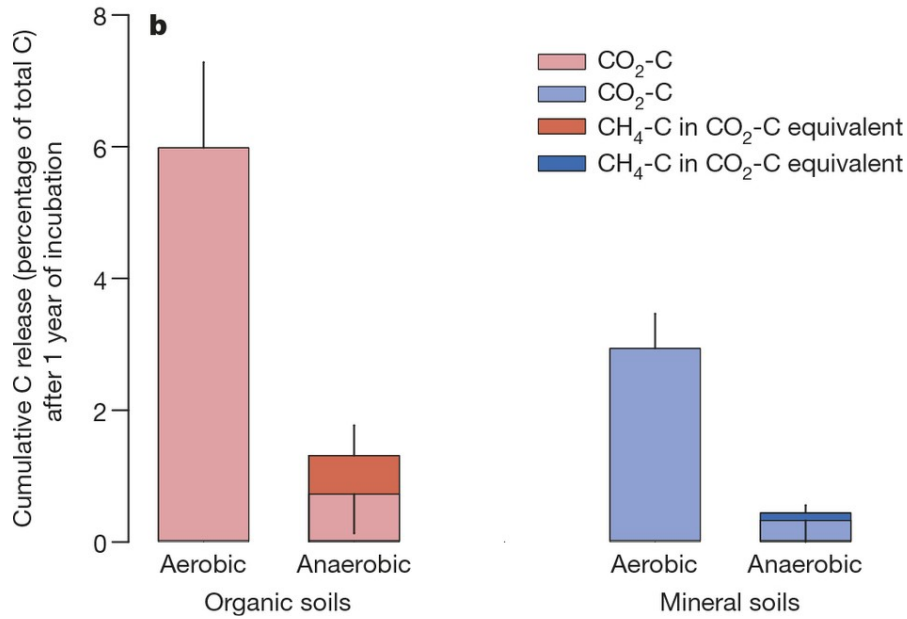 b
Cumulative C release (percentage of total C)
after 1 year of incubation
8
6
4
2
0
CO₂-C
CO₂-C
CH₄-C in CO₂-C equivalent
CH₄-C in CO₂-C equivalent
Aerobic Anaerobic Aerobic Anaerobic
Organic soils Mineral soils